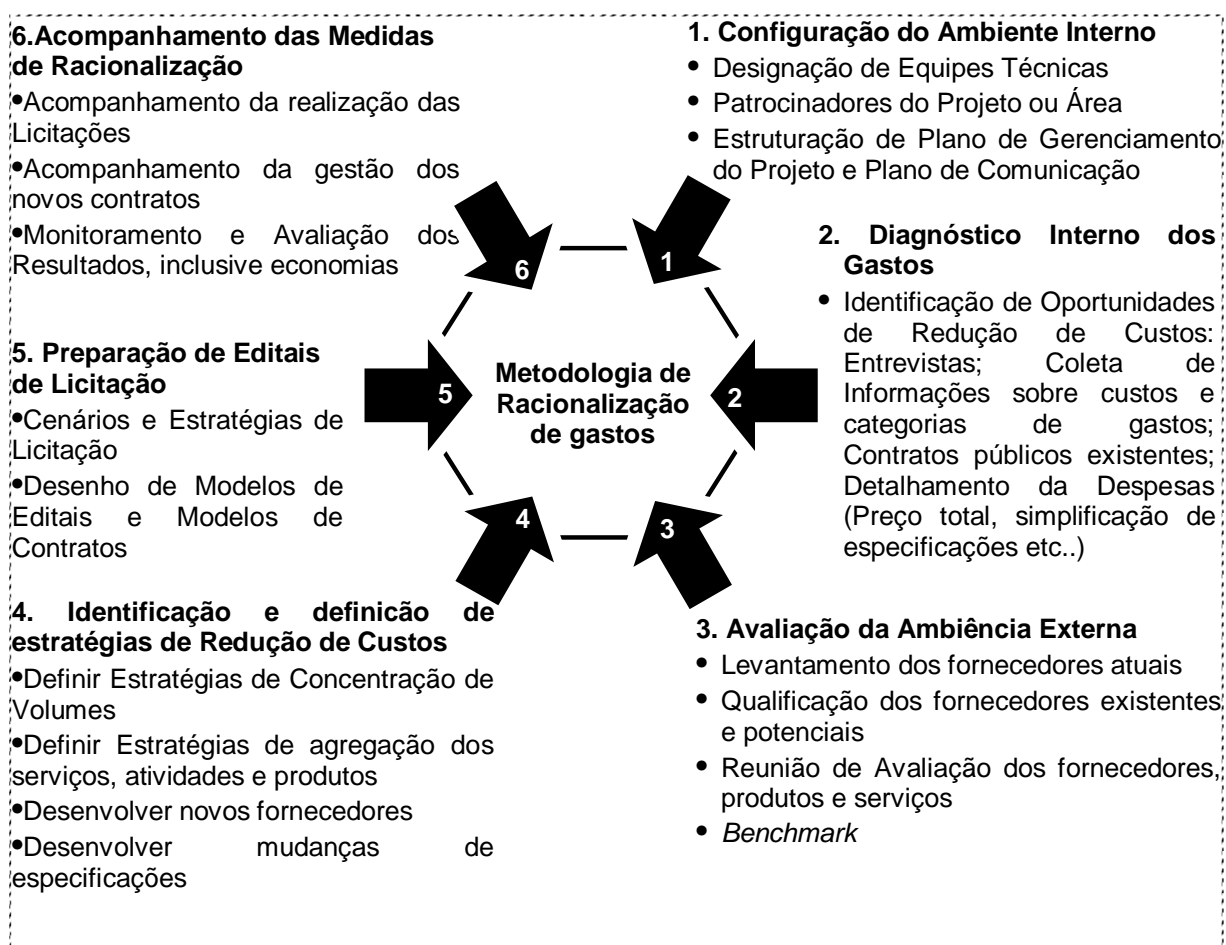 1. Configuração do Ambiente Interno
• Designação de Equipes Técnicas
• Patrocinadores do Projeto ou Área
• Estruturação de Plano de Gerenciamento
do Projeto e Plano de Comunicação
2. Diagnóstico Interno dos
Gastos
• Identificação de Oportunidades
de Redução de Custos:
Entrevistas; Coleta de
Informações sobre custos e
categorias de gastos;
Contratos públicos existentes;
Detalhamento da Despesas
(Preço total, simplificação de
especificações etc..)
3. Avaliação da Ambiência Externa
• Levantamento dos fornecedores atuais
• Qualificação dos fornecedores existentes
e potenciais
• Reunião de Avaliação dos fornecedores,
produtos e serviços
• Benchmark
4. Identificação e definicão de
estratégias de Redução de Custos
•Definir Estratégias de Concentração de
Volumes
•Definir Estratégias de agregação dos
serviços, atividades e produtos
•Desenvolver novos fornecedores
•Desenvolver mudanças de
especificações
5. Preparação de Editais
de Licitação
•Cenários e Estratégias de
Licitação
•Desenho de Modelos de
Editais e Modelos de
Contratos
6.Acompanhamento das Medidas
de Racionalização
•Acompanhamento da realização das
Licitações
•Acompanhamento da gestão dos
novos contratos
•Monitoramento e Avaliação dos
Resultados, inclusive economias
Metodologia de
Racionalização
de gastos
1
2
3
4
5
6